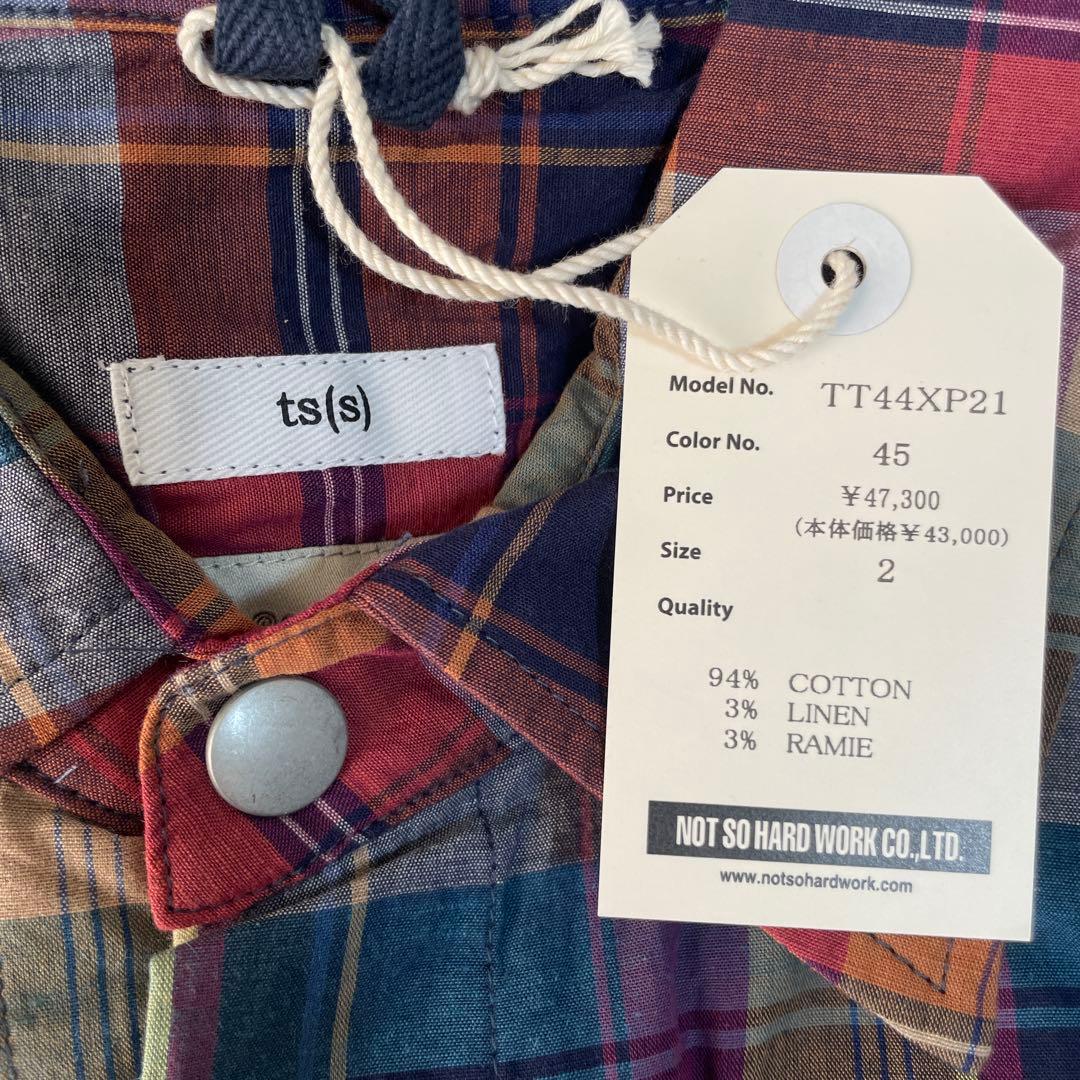 ts(s)
Model No. TT44XP21
Color No. 45
Price ¥47,300
(本体価格¥43,000)
Size 2
Quality
94% COTTON
3% LINEN
3% RAMIE
NOT SO HARD WORK CO.,LTD.
www.notsohardwork.com